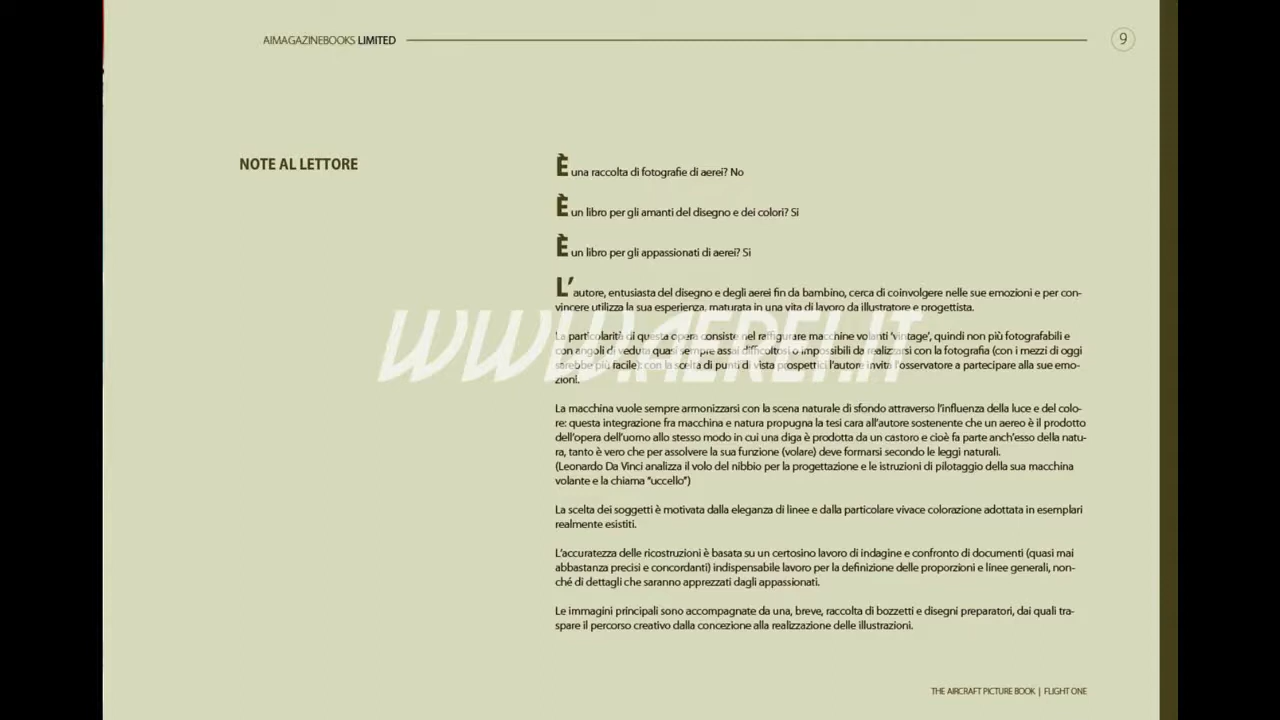 AIMAGAZINEBOOKS LIMITED
9
NOTE AL LETTORE
È una raccolta di fotografie di aerei? No
È un libro per gli amanti del disegno e dei colori? Si
È un libro per gli appassionati di aerei? Si
L’autore, entusiasta del disegno e degli aerei fin da bambino, cerca di coinvolgere nelle sue emozioni e per con-
vincere utilizza la sua esperienza, maturata in una vita di lavoro da illustratore e progettista.
La particolarità di questa opera consiste nel raffigurare macchine volanti ‘vintage’, quindi non più fotografabili e
con angoli di veduta quasi sempre assai difficoltosi o impossibili da realizzarsi con la fotografia (con i mezzi di oggi
sarebbe più facile): con la scelta di punti di vista prospettici l’autore invita l’osservatore a partecipare alla sue emo-
zioni.
WWW.AEREI.IT
La macchina vuole sempre armonizzarsi con la scena naturale di sfondo attraverso l’influenza della luce e del colo-
re: questa integrazione fra macchina e natura propugna la tesi cara all’autore sostenente che un aereo è il prodotto
dell’opera dell’uomo allo stesso modo in cui una diga è prodotta da un castoro e cioè fa parte anch’esso della natu-
ra, tanto è vero che per assolvere la sua funzione (volare) deve formarsi secondo le leggi naturali.
(Leonardo Da Vinci analizza il volo del nibbio per la progettazione e le istruzioni di pilotaggio della sua macchina
volante e la chiama “uccello”)
La scelta dei soggetti è motivata dalla eleganza di linee e dalla particolare vivace colorazione adottata in esemplari
realmente esistiti.
L’accuratezza delle ricostruzioni è basata su un certosino lavoro di indagine e confronto di documenti (quasi mai
abbastanza precisi e concordanti) indispensabile lavoro per la definizione delle proporzioni e linee generali, non-
ché di dettagli che saranno apprezzati dagli appassionati.
Le immagini principali sono accompagnate da una, breve, raccolta di bozzetti e disegni preparatori, dai quali tra-
spare il percorso creativo dalla concezione alla realizzazione delle illustrazioni.
THE AIRCRAFT PICTURE BOOK | FLIGHT ONE